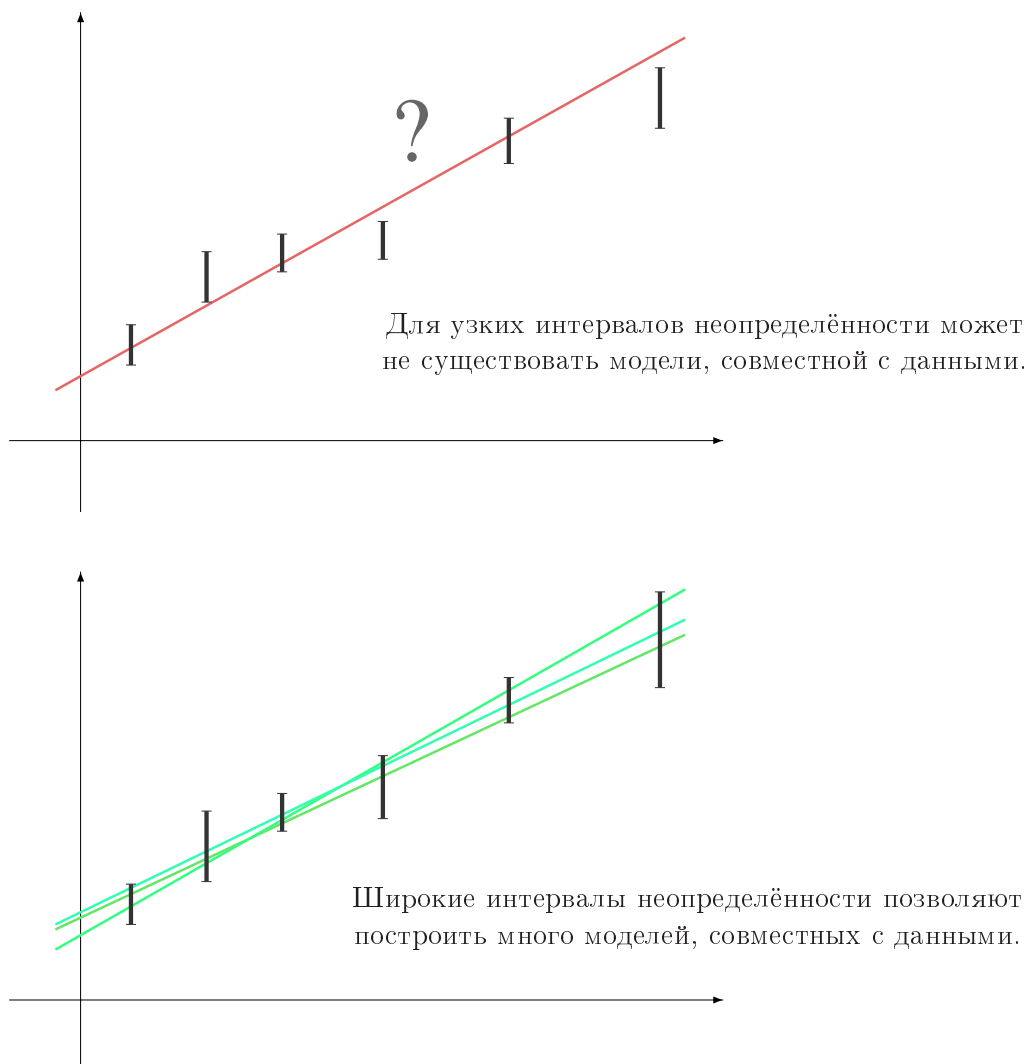 ?
Для узких интервалов неопределённости может
не существовать модели, совместной с данными.
Широкие интервалы неопределённости позволяют
построить много моделей, совместных с данными.